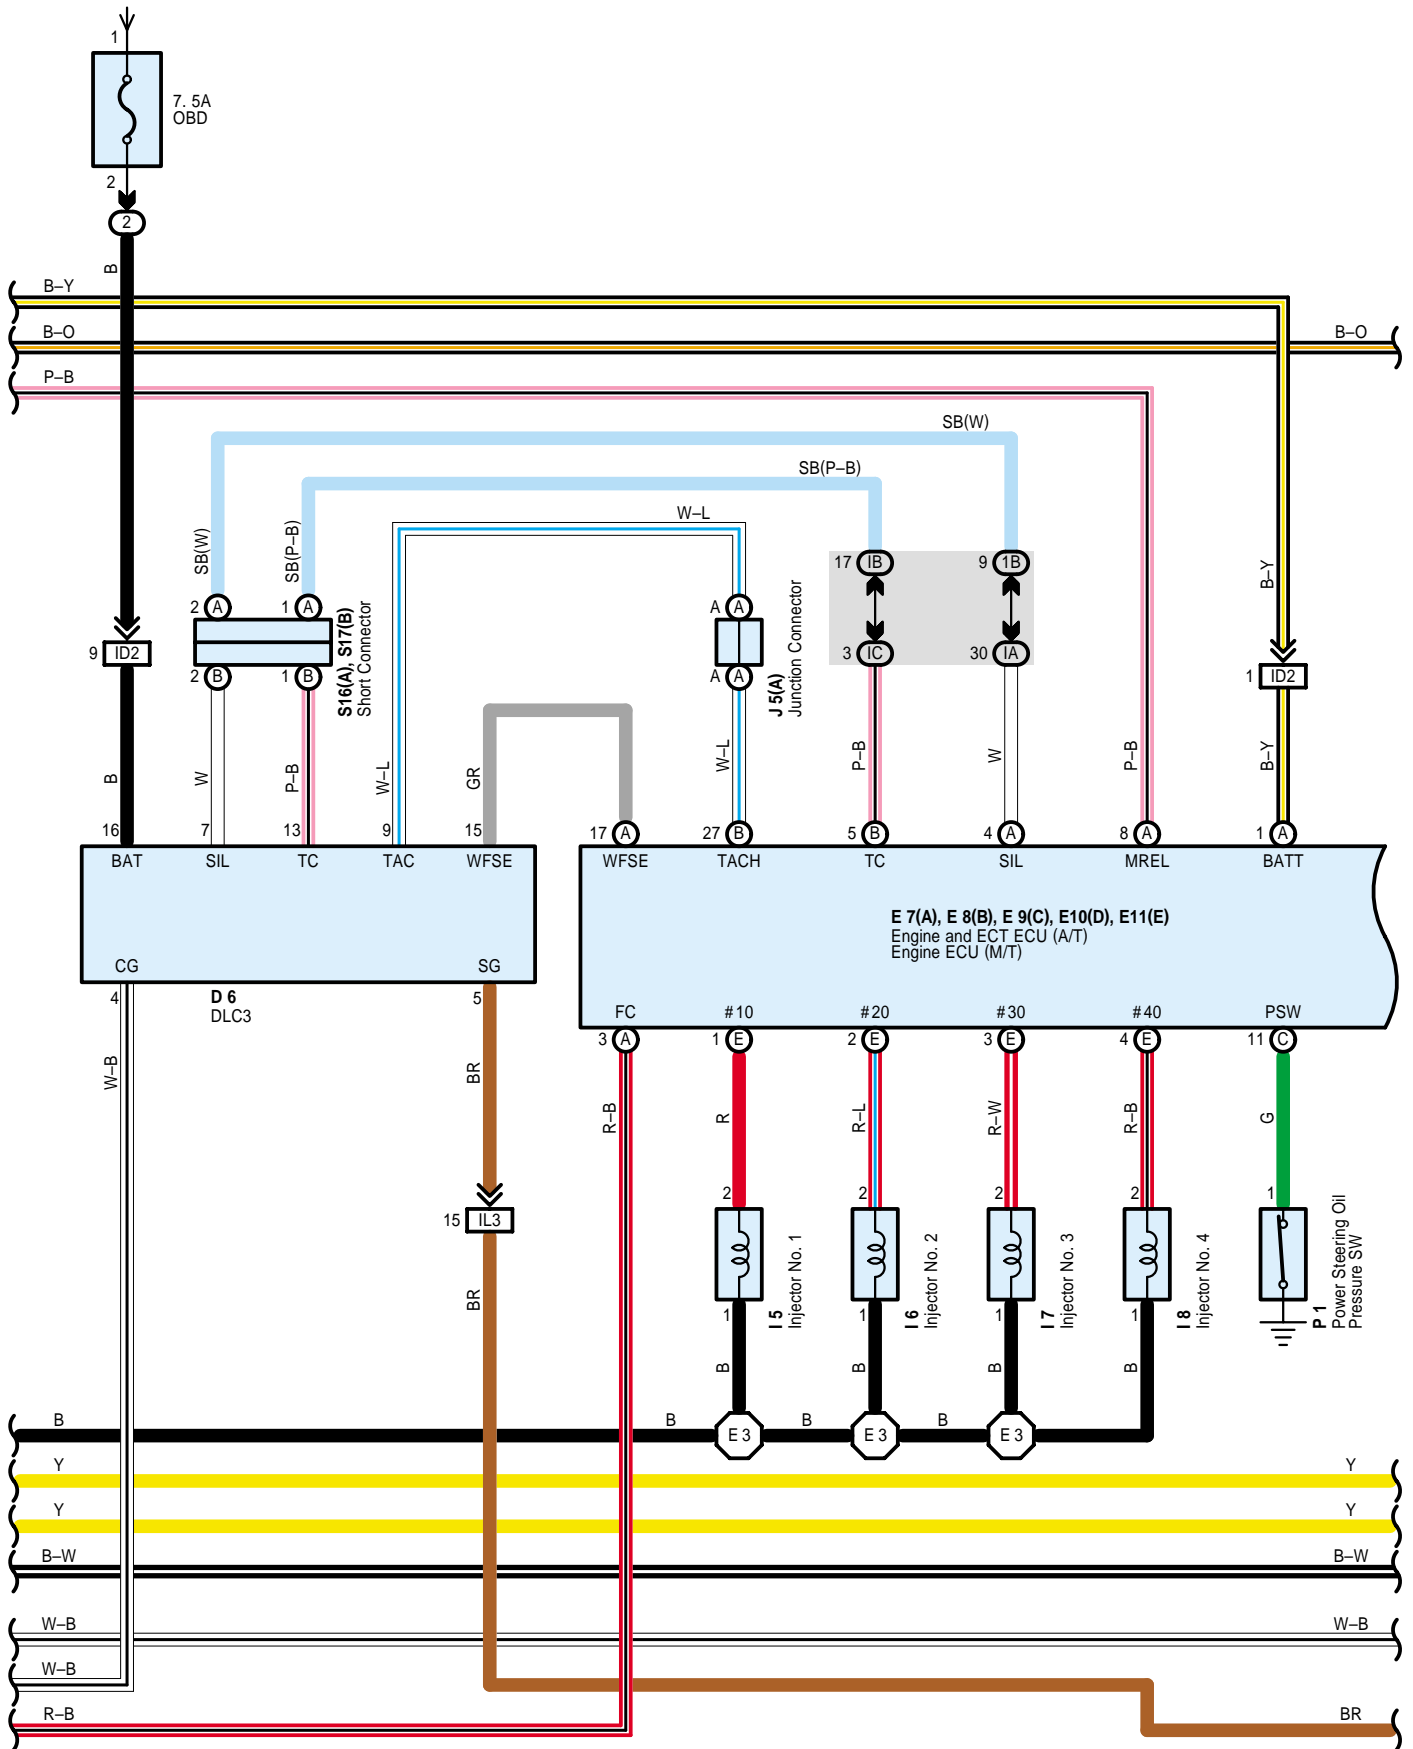 1
7. 5A
OBD
2
2
B
B–Y
B–O
B–O
P–B
SB(W)
SB(P–B)
W–L
SB(W)
SB(P–B)
17 IB
9 1B
B–Y
2 A
1 A
A A
S16(A), S17(B)
Short Connector
J 5(A)
Junction Connector
9 ID2
3 IC
30 IA
1 ID2
2 B
1 B
A A
B
W
P–B
W–L
GR
W–L
P–B
W
P–B
B–Y
16
7
13
9
15
17 A
27 B
5 B
4 A
8 A
1 A
BAT
SIL
TC
TAC
WFSE
WFSE
TACH
TC
SIL
MREL
BATT
E 7(A), E 8(B), E 9(C), E10(D), E11(E)
Engine and ECT ECU (A/T)
Engine ECU (M/T)
CG
SG
4
D 6
DLC3
5
FC
#10
#20
#30
#40
PSW
3 A
1 E
2 E
3 E
4 E
11 C
W–B
BR
R–B
R
R–L
R–W
R–B
G
15 IL3
2
2
2
2
1
I 5
Injector No. 1
I 6
Injector No. 2
I 7
Injector No. 3
I 8
Injector No. 4
P 1
Power Steering Oil
Pressure SW
BR
1
1
1
1
B
B
B
B
B
B
B
B
E 3
E 3
E 3
Y
Y
Y
Y
B–W
B–W
W–B
W–B
W–B
R–B
BR